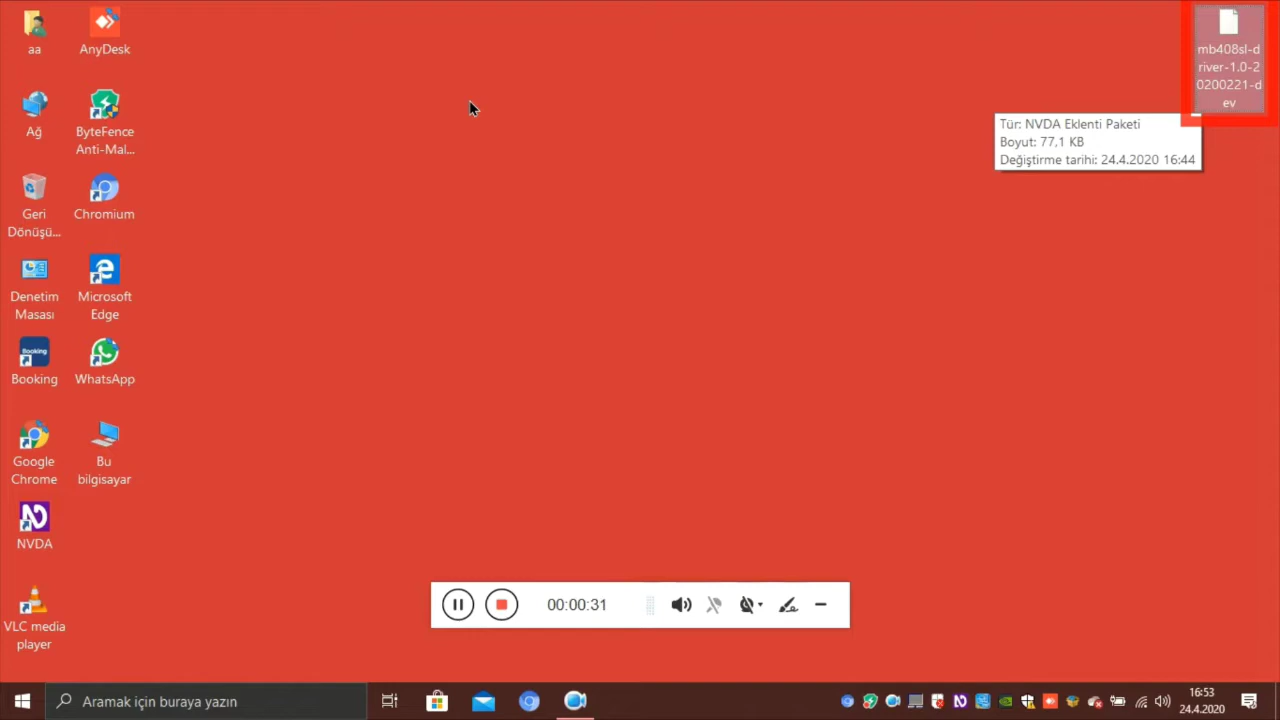 aa
AnyDesk
Ağ
ByteFence
Anti-Mal...
Geri
Dönüşü...
Chromium
Denetim
Masası
Microsoft
Edge
Booking
Booking
WhatsApp
Google
Chrome
Bu
bilgisayar
NVDA
VLC media
player
mb408sl-d
river-1.0-2
0200221-d
ev
Tür: NVDA Eklenti Paketi
Boyut: 77,1 KB
Değiştirme tarihi: 24.4.2020 16:44
00:00:31
Aramak için buraya yazın
16:53
24.4.2020